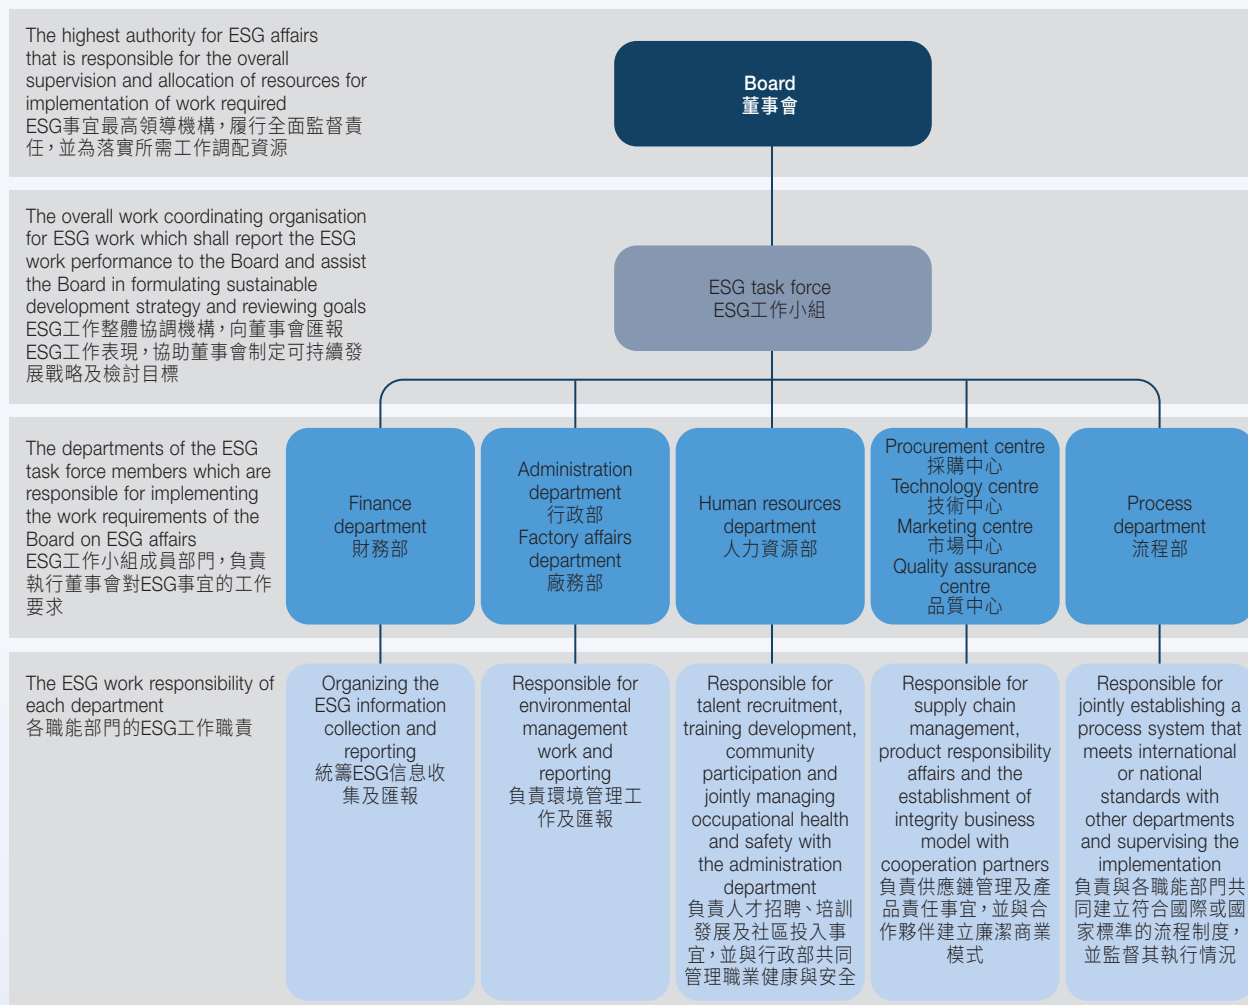 The highest authority for ESG affairs
that is responsible for the overall
supervision and allocation of resources for
implementation of work required
ESG事宜最高領導機構，履行全面監督責
任，並為落實所需工作調配資源
Board
董事會
The overall work coordinating organisation
for ESG work which shall report the ESG
work performance to the Board and assist
the Board in formulating sustainable
development strategy and reviewing goals
ESG工作整體協調機構，向董事會匯報
ESG工作表現，協助董事會制定可持續發
展戰略及檢討目標
ESG task force
ESG工作小組
The departments of the ESG
task force members which are
responsible for implementing
the work requirements of the
Board on ESG affairs
ESG工作小組成員部門，負責
執行董事會對ESG事宜的工作
要求
Finance
department
財務部
Administration
department
行政部
Factory affairs
department
廠務部
Human resources
department
人力資源部
Procurement centre
採購中心
Technology centre
技術中心
Marketing centre
市場中心
Quality assurance
centre
品質中心
Process
department
流程部
The ESG work responsibility of
each department
各職能部門的ESG工作職責
Organizing the
ESG information
collection and
reporting
統籌ESG信息收
集及匯報
Responsible for
environmental
management
work and
reporting
負責環境管理工
作及匯報
Responsible for
talent recruitment,
training development,
community
participation and
jointly managing
occupational health
and safety with
the administration
department
負責人才招聘、培訓
發展及社區投入事
宜，並與行政部共同
管理職業健康與安全
Responsible for
supply chain
management,
product responsibility
affairs and the
establishment of
integrity business
model with
cooperation partners
負責供應鏈管理及產
品責任事宜，並與合
作夥伴建立廉潔商業
模式
Responsible for
jointly establishing a
process system that
meets international
or national
standards with
other departments
and supervising the
implementation
負責與各職能部門共
同建立符合國際或國
家標準的流程制度，
並監督其執行情況